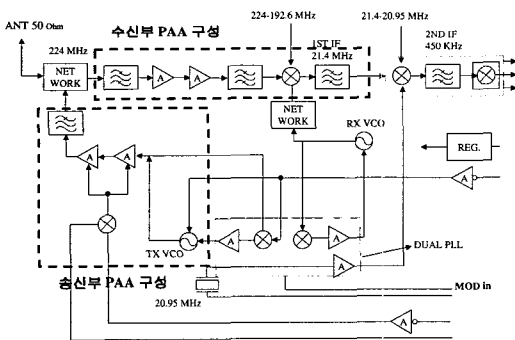 ANT 50 Ohm
수신부 PAA 구성
224-192.6 MHz
21.4-20.95 MHz
224 MHz
1ST IF
21.4 MHz
2ND IF
450 KHz
NET
WORK
A
A
NET
WORK
RX VCO
REG.
A
A
A
A
A
A
TX VCO
DUAL PLL
송신부 PAA 구성
20.95 MHz
MOD in
A